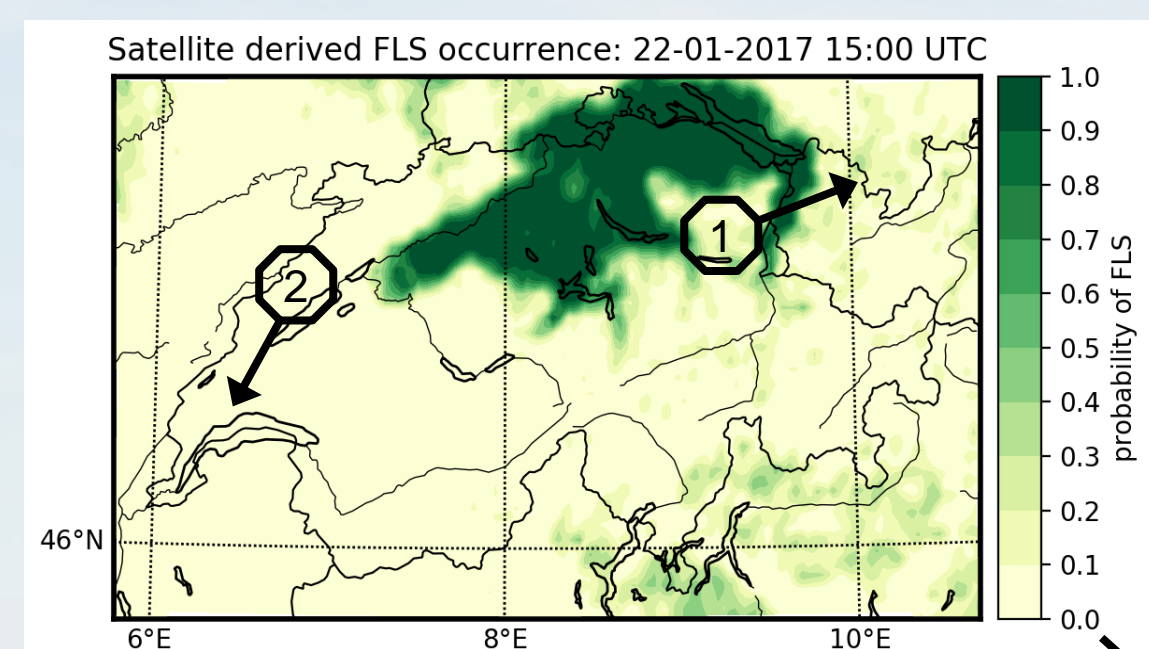 Satellite derived FLS occurrence: 22-01-2017 15:00 UTC
1.0
0.9
0.8
0.7
0.6
0.5
0.4
0.3
0.2
0.1
0.0
probability of FLS
1
2
46°N
6°E
8°E
10°E